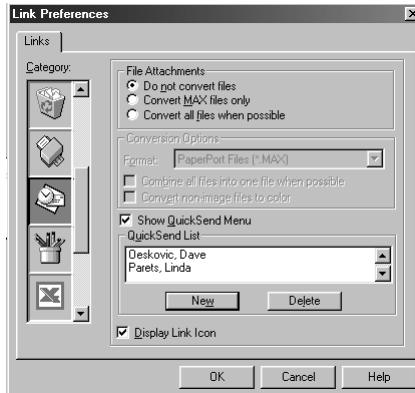 Link Preferences
Links
Category:
File Attachments
Do not convert files
Convert MAX files only
Convert all files when possible
Conversion Options
Format: PaperPort Files (*.MAX)
Combine all files into one file when possible
Convert non-image files to color
Show QuickSend Menu
QuickSend List
Oeskovic, Dave
Parets, Linda
New Delete
Display Link Icon
OK Cancel Help